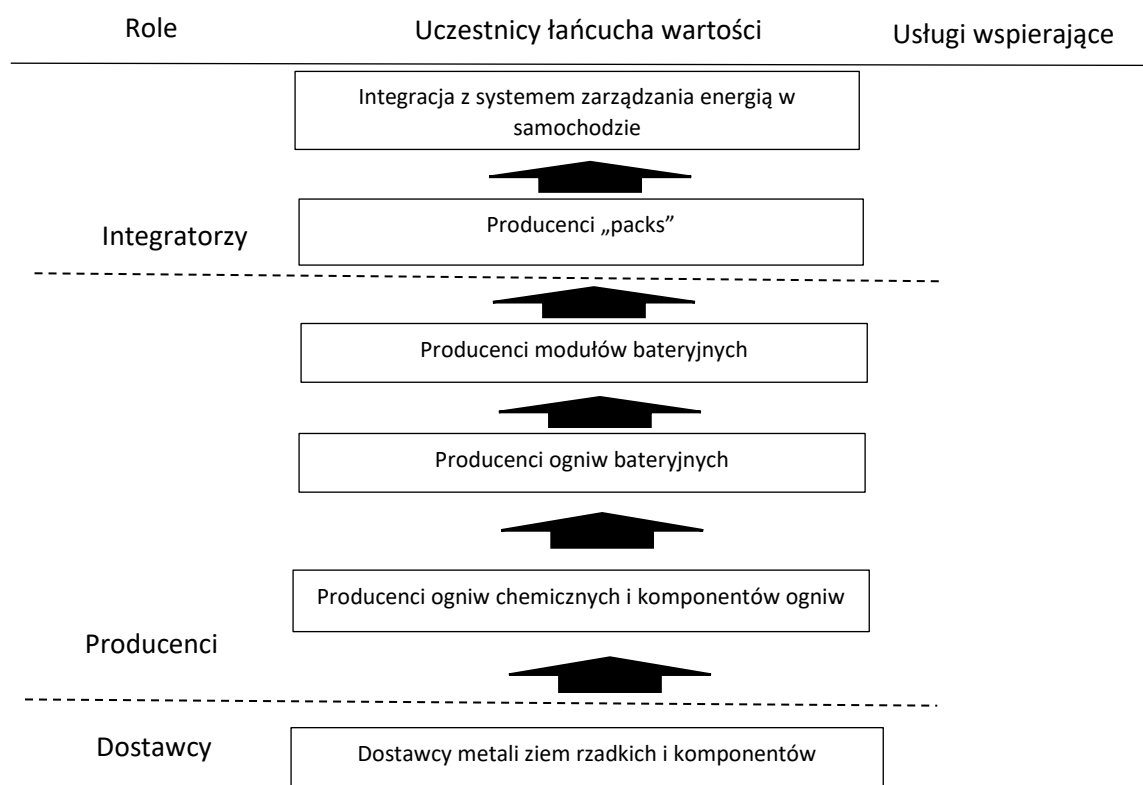 Role
Uczestnicy łańcucha wartości
Usługi wspierające
Integracja z systemem zarządzania energią w
samochodzie
Producenci „packs”
Integratorzy
Producenci modułów bateryjnych
Producenci ogniw bateryjnych
Producenci ogniw chemicznych i komponentów ogniw
Producenci
Dostawcy
Dostawcy metali ziem rzadkich i komponentów